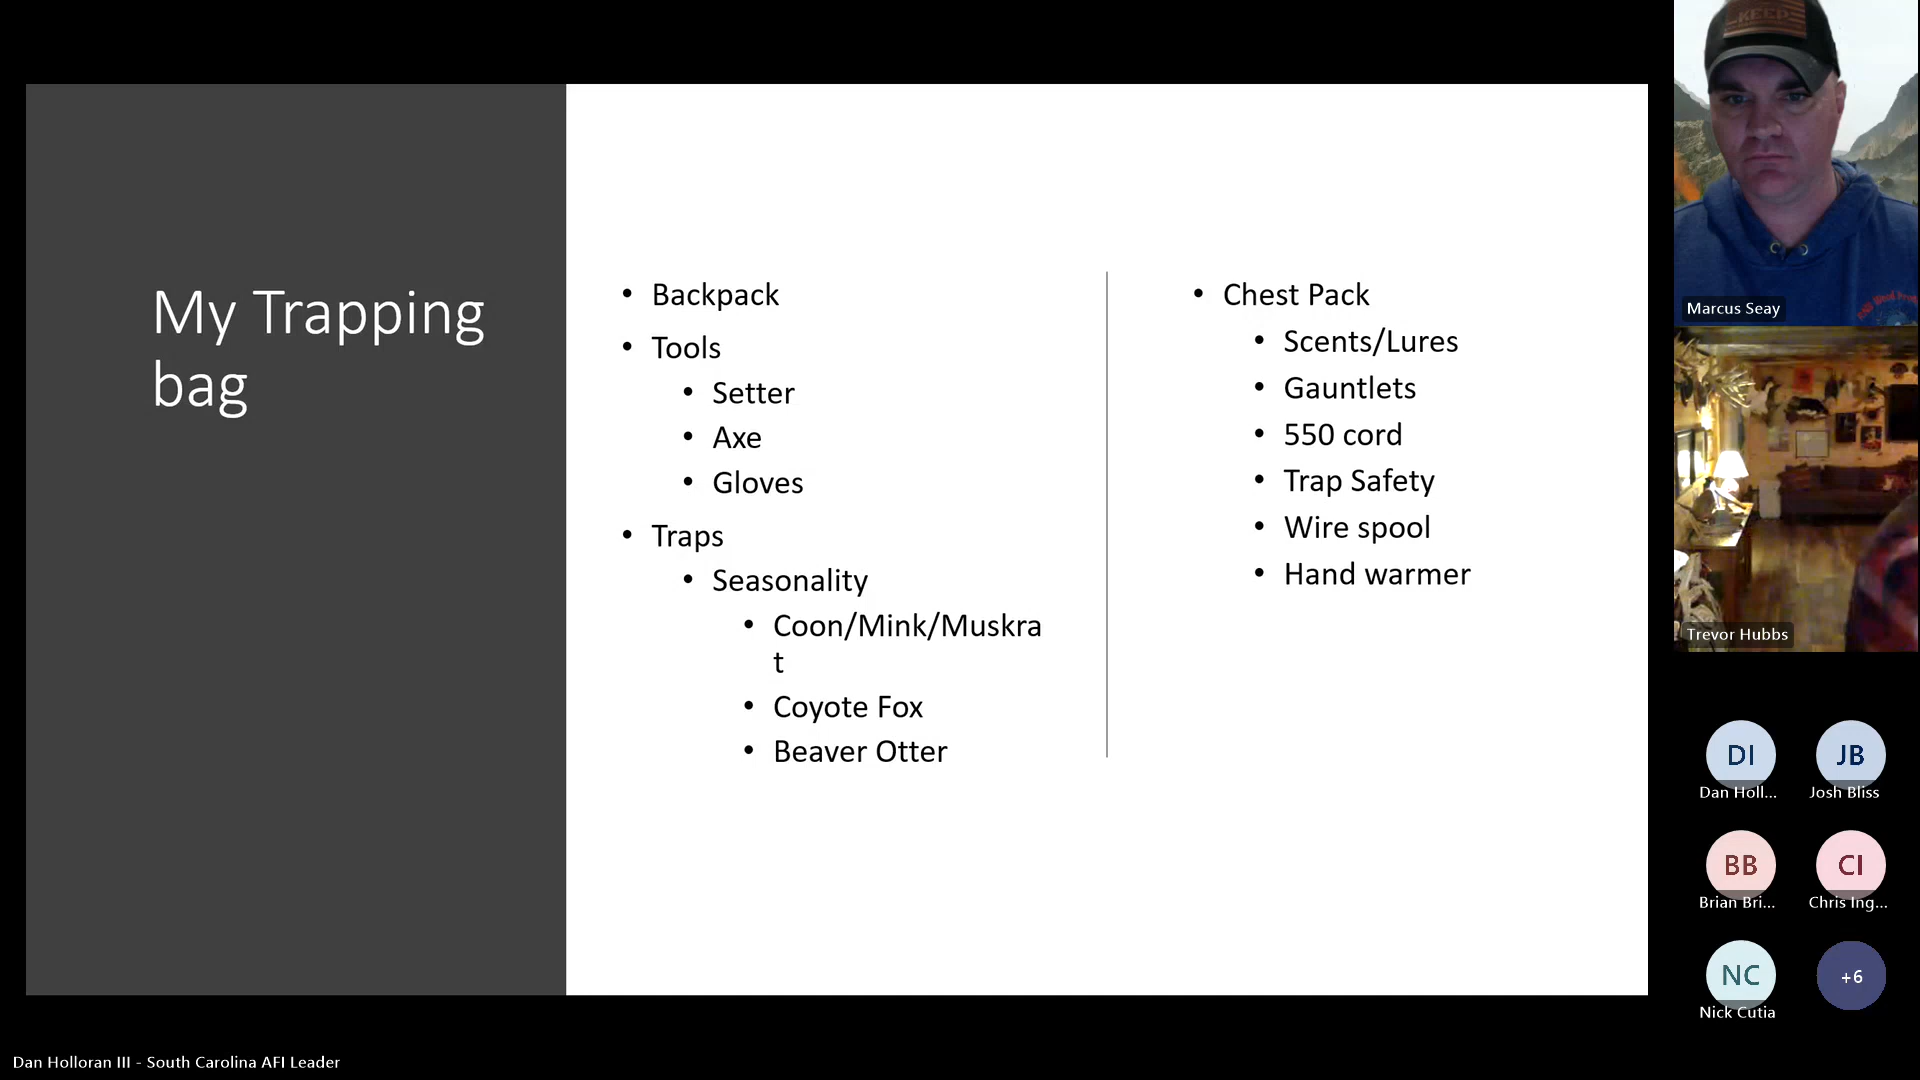 My Trapping
bag
• Backpack
• Tools
• Setter
• Axe
• Gloves
• Traps
• Seasonality
• Coon/Mink/Muskra
t
• Coyote Fox
• Beaver Otter
• Chest Pack
• Scents/Lures
• Gauntlets
• 550 cord
• Trap Safety
• Wire spool
• Hand warmer
KEEP
Marcus Seay
Trevor Hubbs
DI
Dan Holl...
JB
Josh Bliss
BB
Brian Bri...
CI
Chris Ing...
NC
Nick Cutia
+6
Dan Holloran III - South Carolina AFI Leader